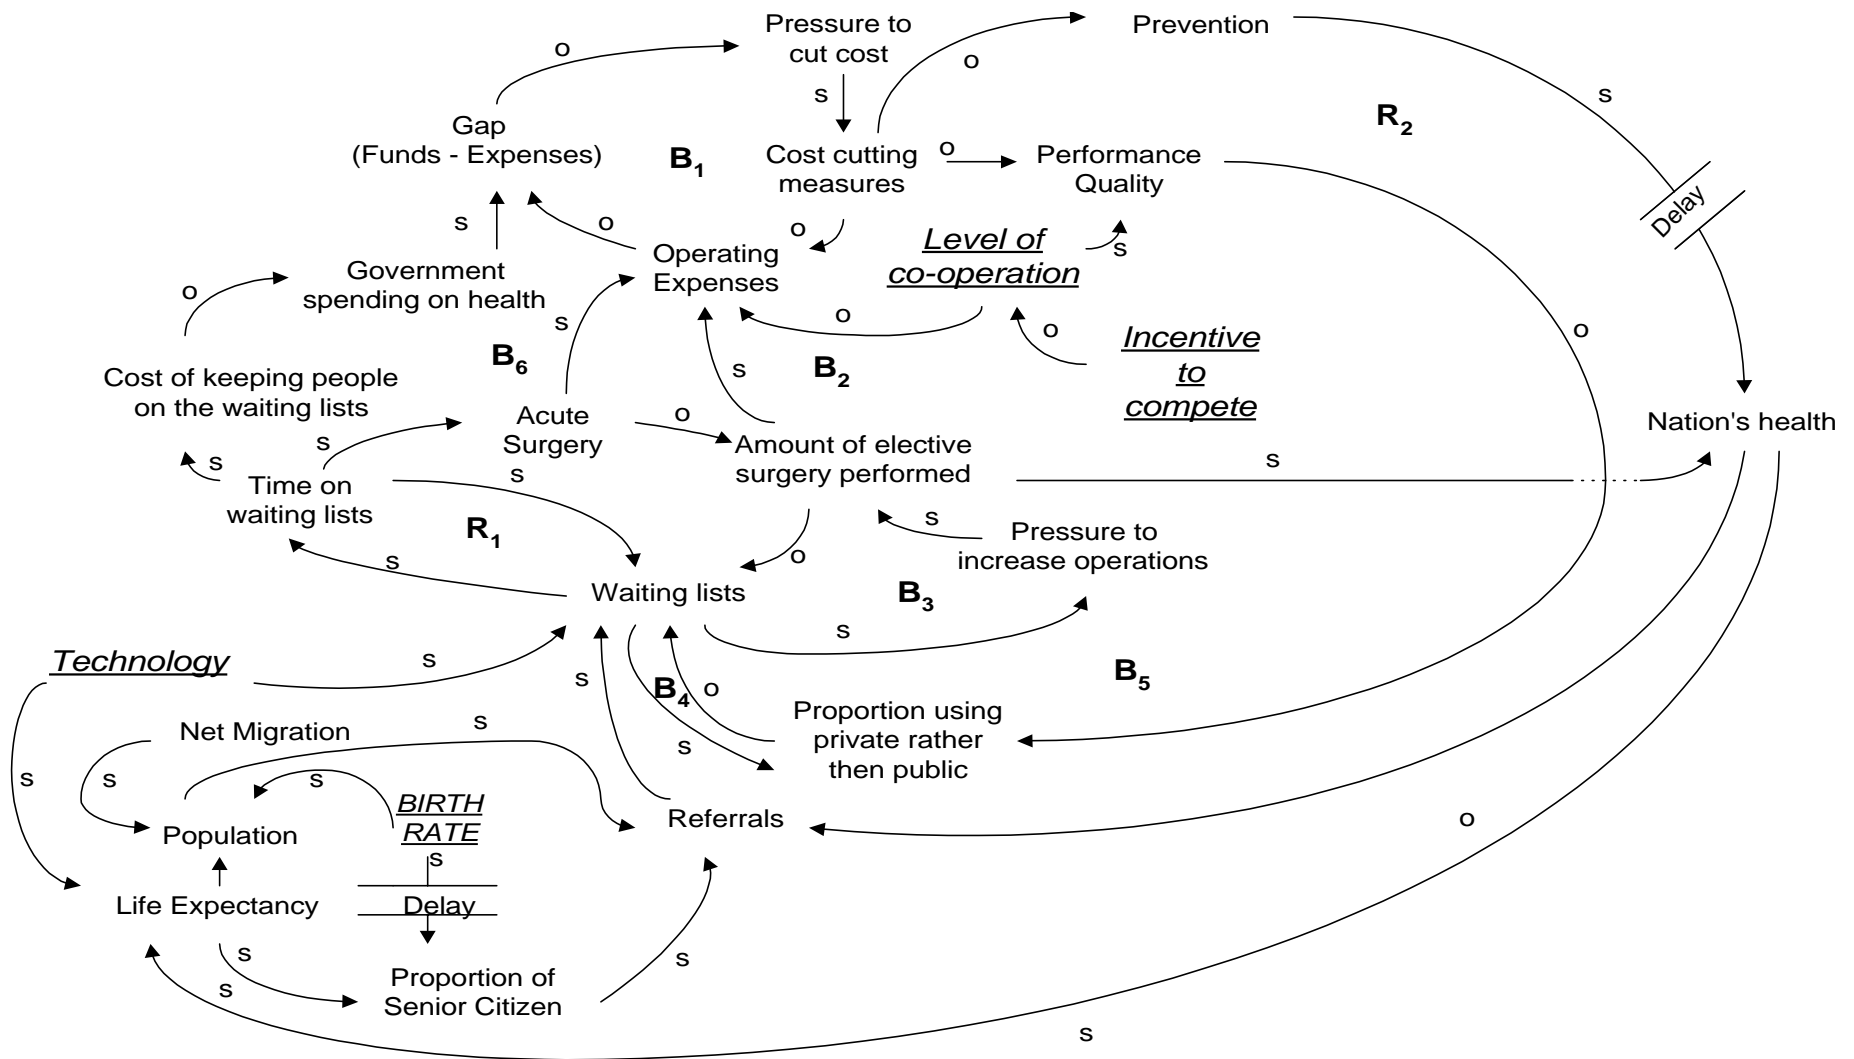 Pressure to
cut cost
Prevention
o
o
s
s
Gap
(Funds - Expenses)
B1
Cost cutting
measures
o
Performance
Quality
R2
Delay
s
o
o
Level of
co-operation
s
Operating
Expenses
Government
spending on health
o
s
o
o
Incentive
to
compete
o
B6
B2
s
Cost of keeping people
on the waiting lists
Acute
Surgery
o
Amount of elective
surgery performed
Nation's health
s
s
s
s
Time on
waiting lists
R1
s
Pressure to
increase operations
o
s
Waiting lists
B3
s
Technology
s
s
B4
o
B5
Net Migration
s
s
Proportion using
private rather
then public
s
s
s
BIRTH
RATE
Referrals
o
Population
s
Life Expectancy
Delay
s
Proportion of
Senior Citizen
s
s
s